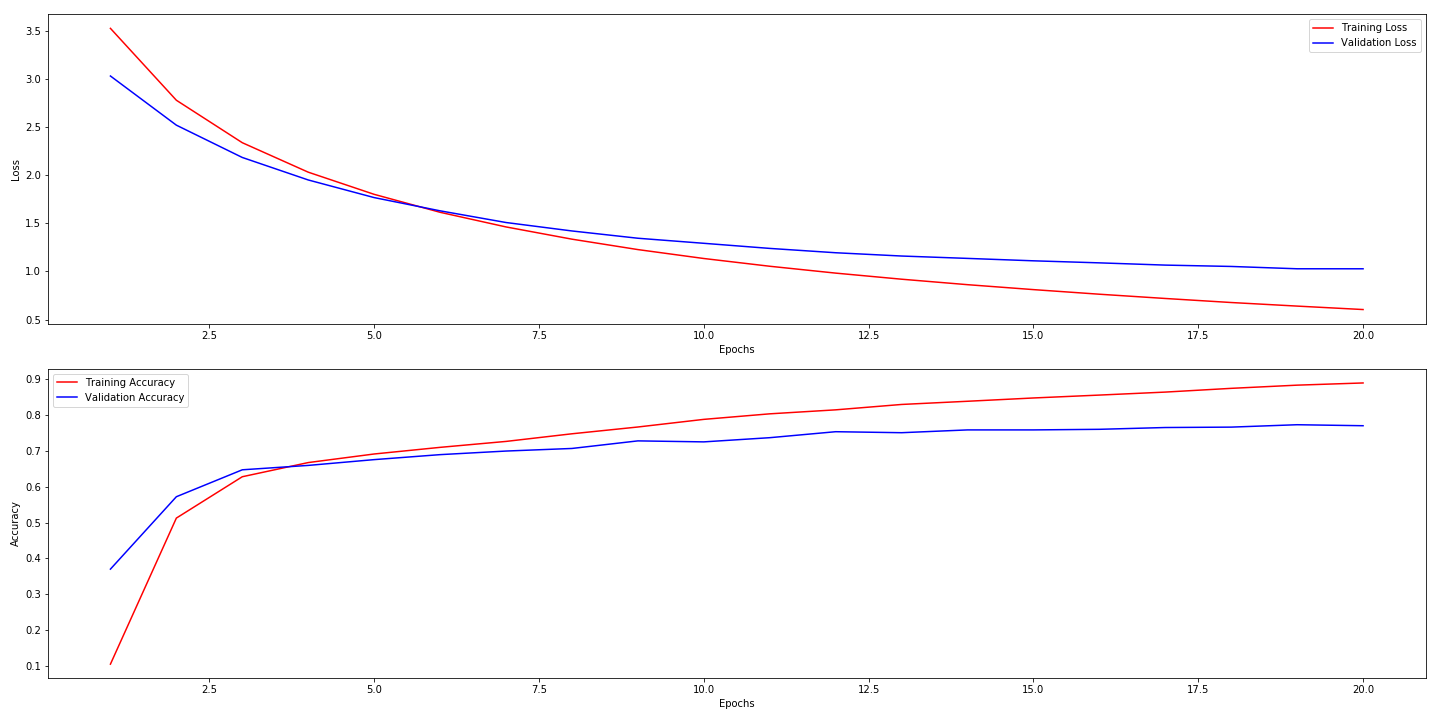 3.5
3.0
2.5
2.0
1.5
1.0
0.5
Loss
Training Loss
Validation Loss
2.5 5.0 7.5 10.0 12.5 15.0 17.5 20.0
Epochs
0.9
0.8
0.7
0.6
0.5
0.4
0.3
0.2
0.1
Accuracy
Training Accuracy
Validation Accuracy
2.5 5.0 7.5 10.0 12.5 15.0 17.5 20.0
Epochs